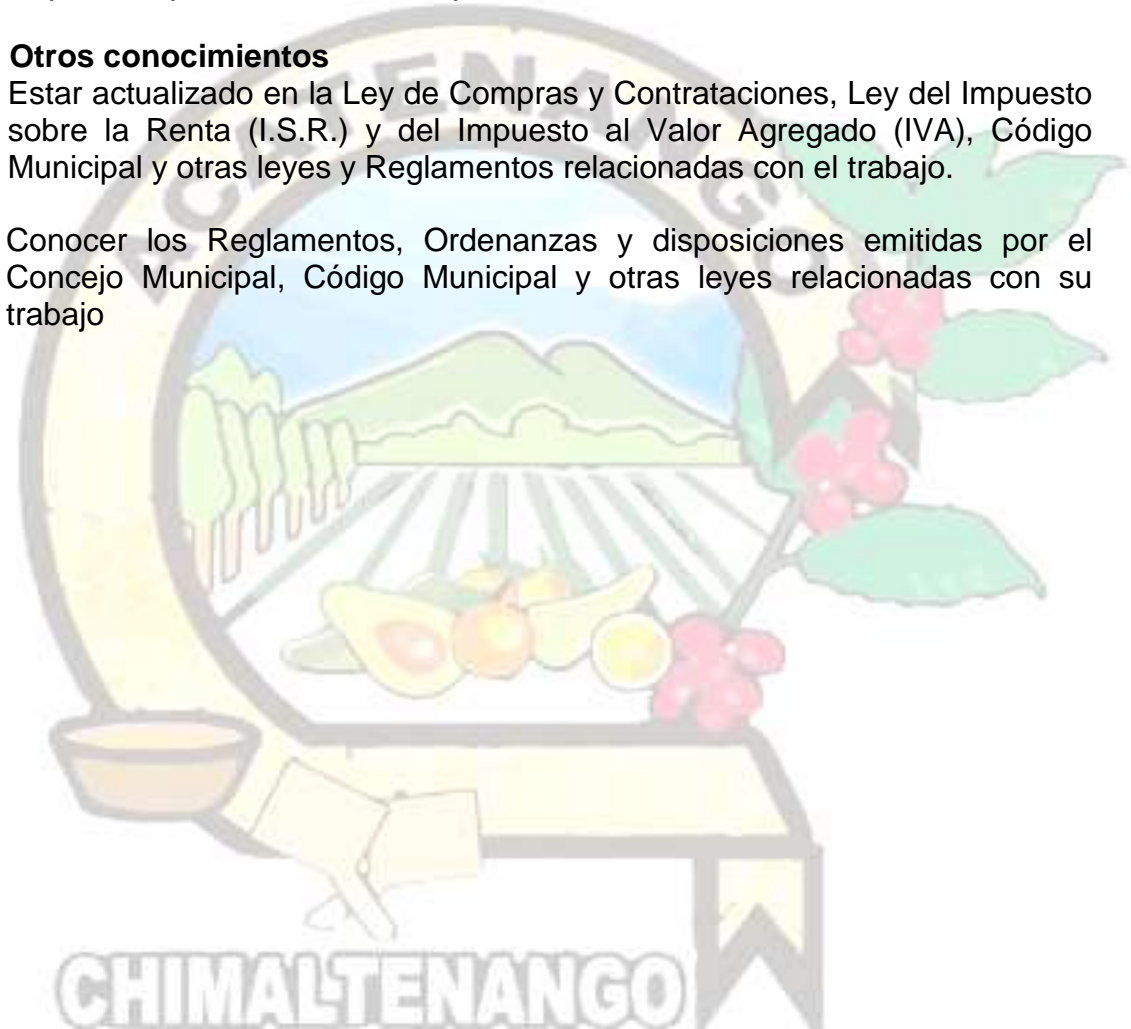 Otros conocimientos
Estar actualizado en la Ley de Compras y Contrataciones, Ley del Impuesto
sobre la Renta (I.S.R.) y del Impuesto al Valor Agregado (IVA), Código
Municipal y otras leyes y Reglamentos relacionadas con el trabajo.
Conocer los Reglamentos, Ordenanzas y disposiciones emitidas por el
Concejo Municipal, Código Municipal y otras leyes relacionadas con su
trabajo
ACATENANGO
CHIMALTENANGO